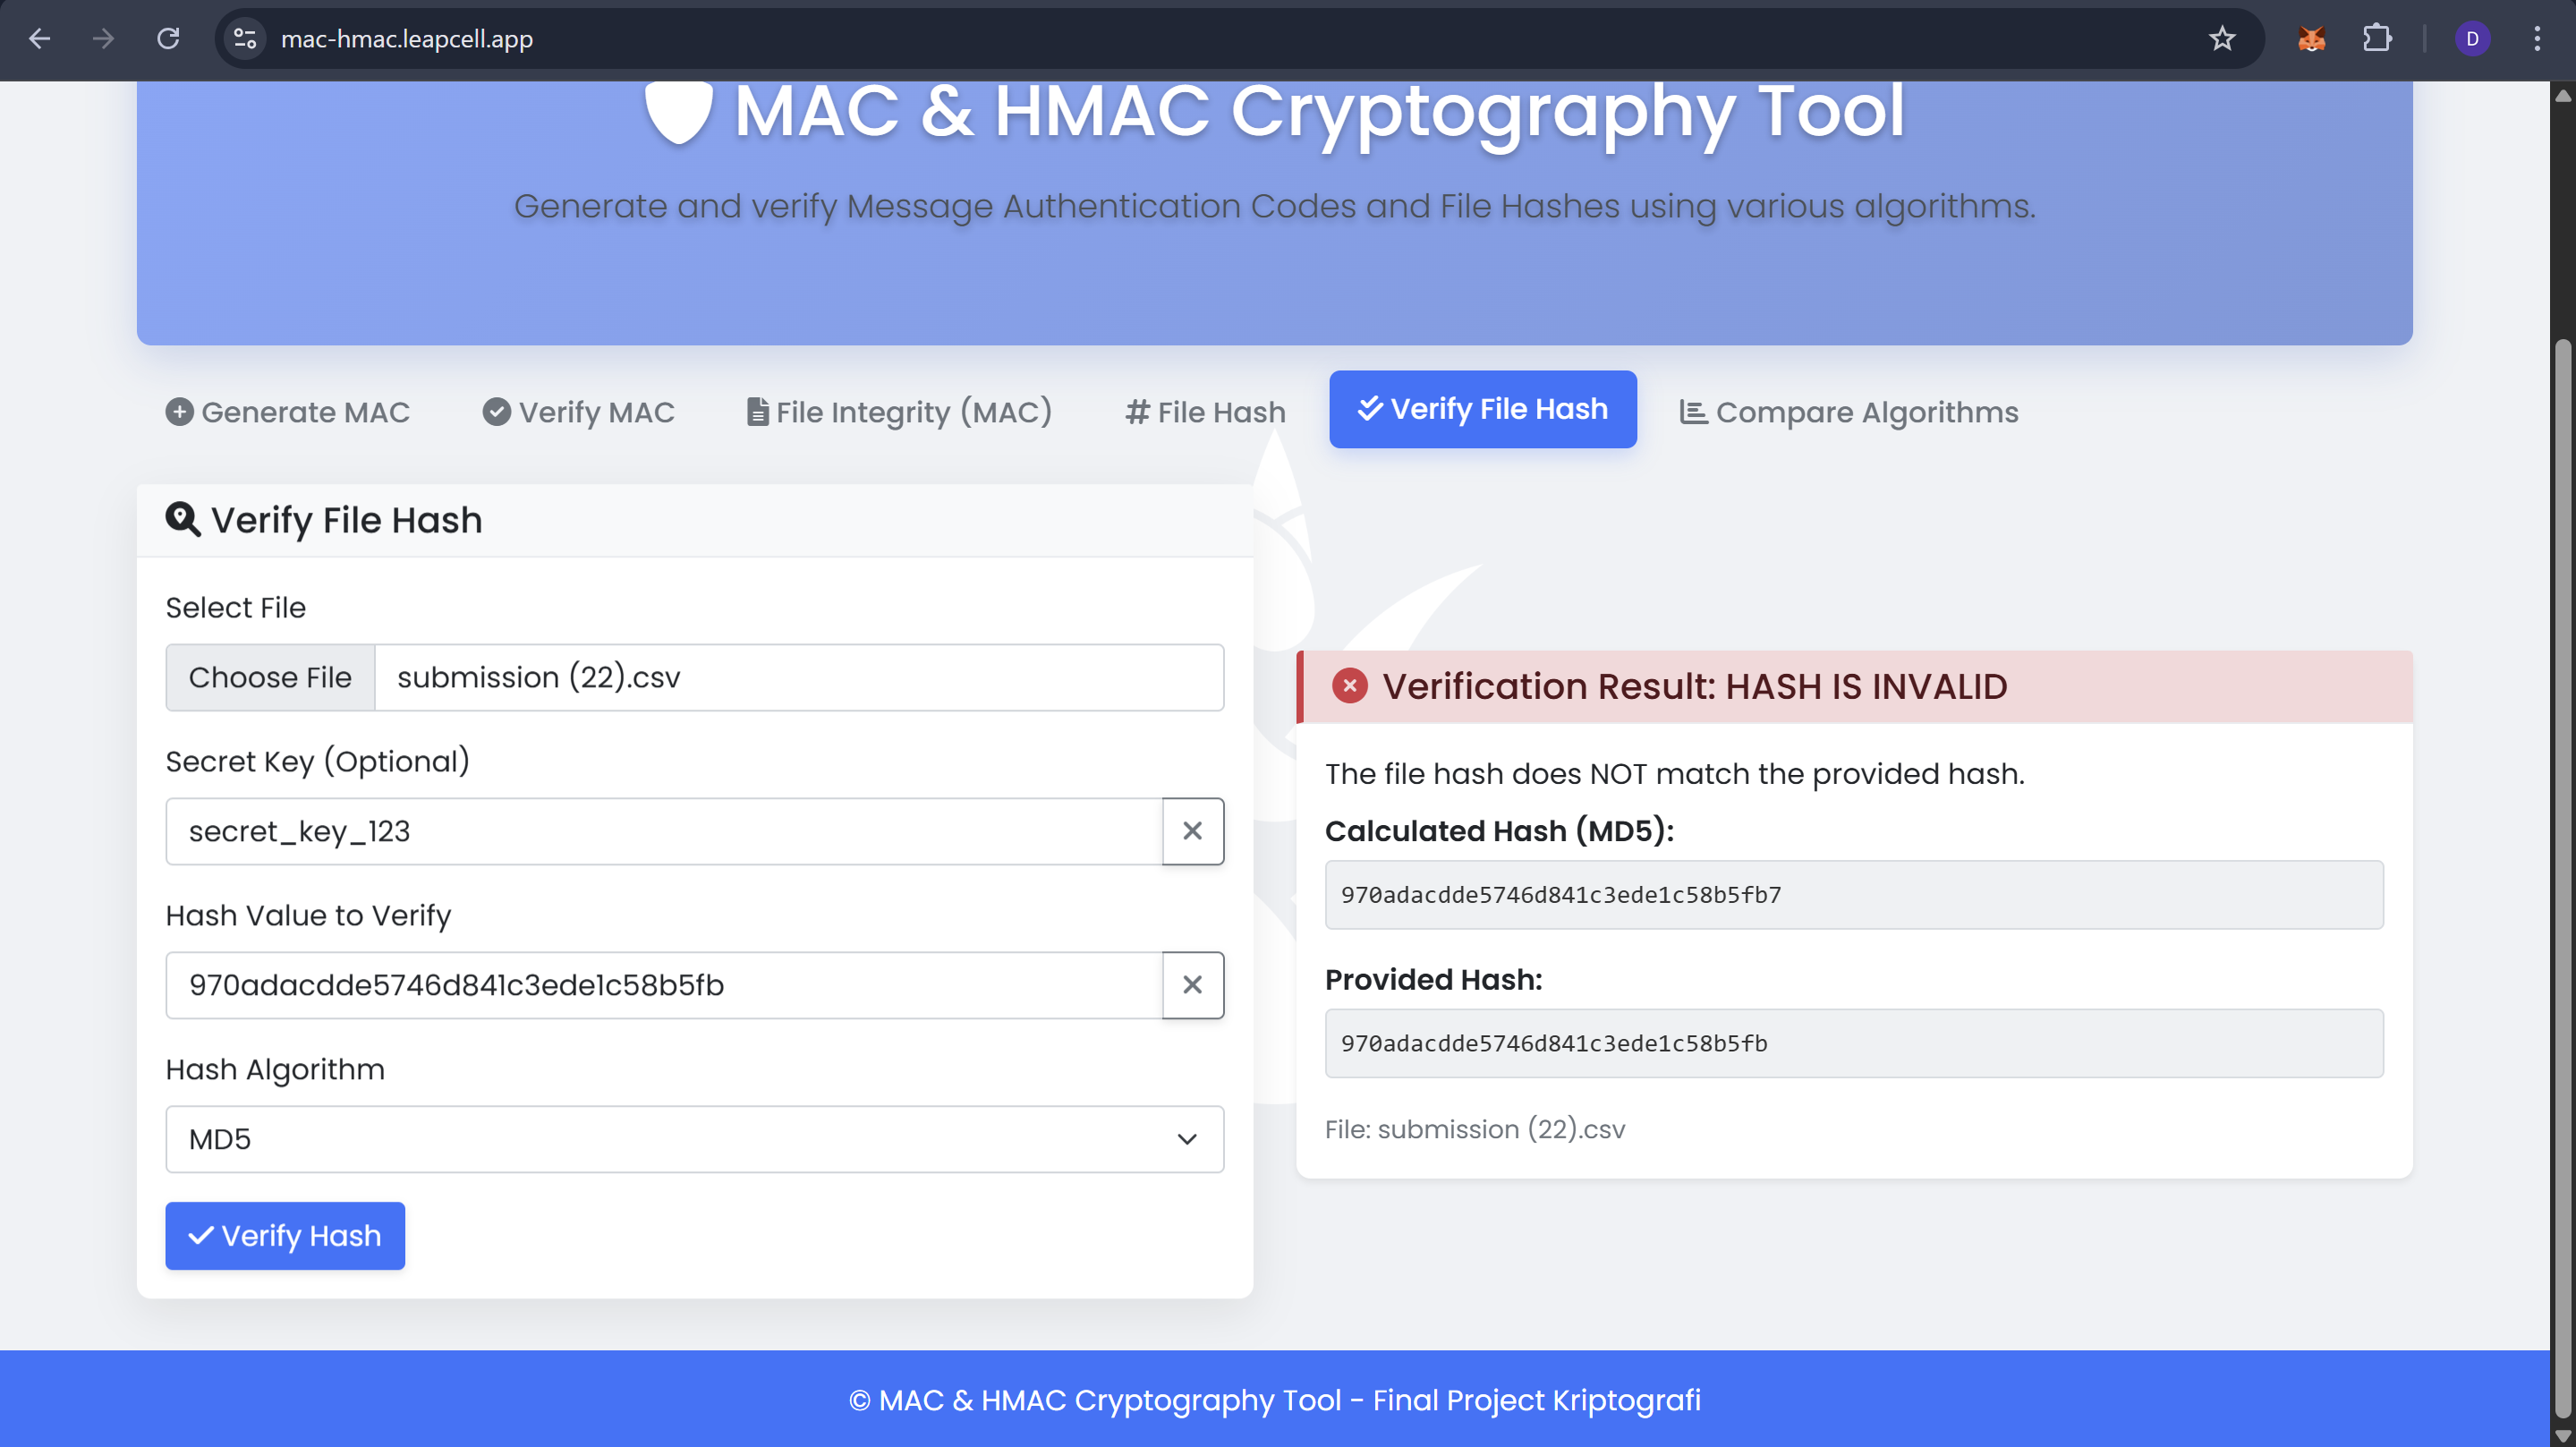 mac-hmac.leapcell.app
D
MAC & HMAC Cryptography Tool
Generate and verify Message Authentication Codes and File Hashes using various algorithms.
Generate MAC
Verify MAC
File Integrity (MAC)
File Hash
Verify File Hash
Compare Algorithms
Verify File Hash
Select File
Choose File submission (22).csv
Secret Key (Optional)
secret_key_123
Hash Value to Verify
970adacdde5746d841c3ede1c58b5fb
Hash Algorithm
MD5
Verify Hash
Verification Result: HASH IS INVALID
The file hash does NOT match the provided hash.
Calculated Hash (MD5):
970adacdde5746d841c3ede1c58b5fb7
Provided Hash:
970adacdde5746d841c3ede1c58b5fb
File: submission (22).csv
© MAC & HMAC Cryptography Tool - Final Project Kriptografi